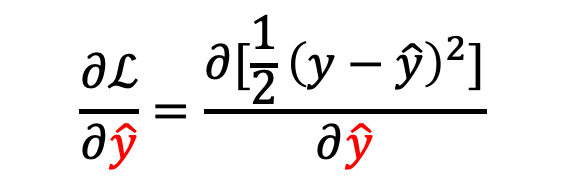 ∂ℒ/∂ŷ = ∂[½(y − ŷ)²]/∂ŷ